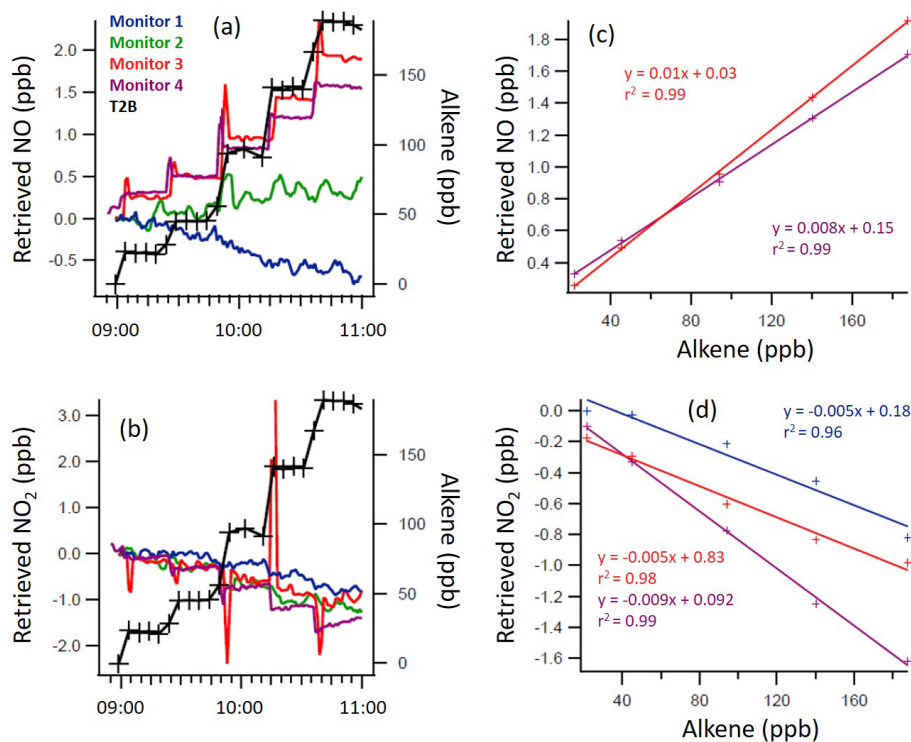 Monitor 1
Monitor 2
Monitor 3
Monitor 4
T2B
(a)
Retrieved NO (ppb)
2.0
1.5
1.0
0.5
0.0
-0.5
150
100
50
0
Alkene (ppb)
09:00 10:00 11:00
(c)
Retrieved NO (ppb)
1.8
1.6
1.4
1.2
1.0
0.8
0.6
0.4
y = 0.01x + 0.03
r² = 0.99
y = 0.008x + 0.15
r² = 0.99
40 80 120 160
Alkene (ppb)
(b)
Retrieved NO₂ (ppb)
3.0
2.0
1.0
0.0
-1.0
-2.0
150
100
50
0
Alkene (ppb)
09:00 10:00 11:00
(d)
Retrieved NO₂ (ppb)
0.0
-0.2
-0.4
-0.6
-0.8
-1.0
-1.2
-1.4
-1.6
y = -0.005x + 0.18
r² = 0.96
y = -0.005x + 0.83
r² = 0.98
y = -0.009x + 0.092
r² = 0.99
40 80 120 160
Alkene (ppb)